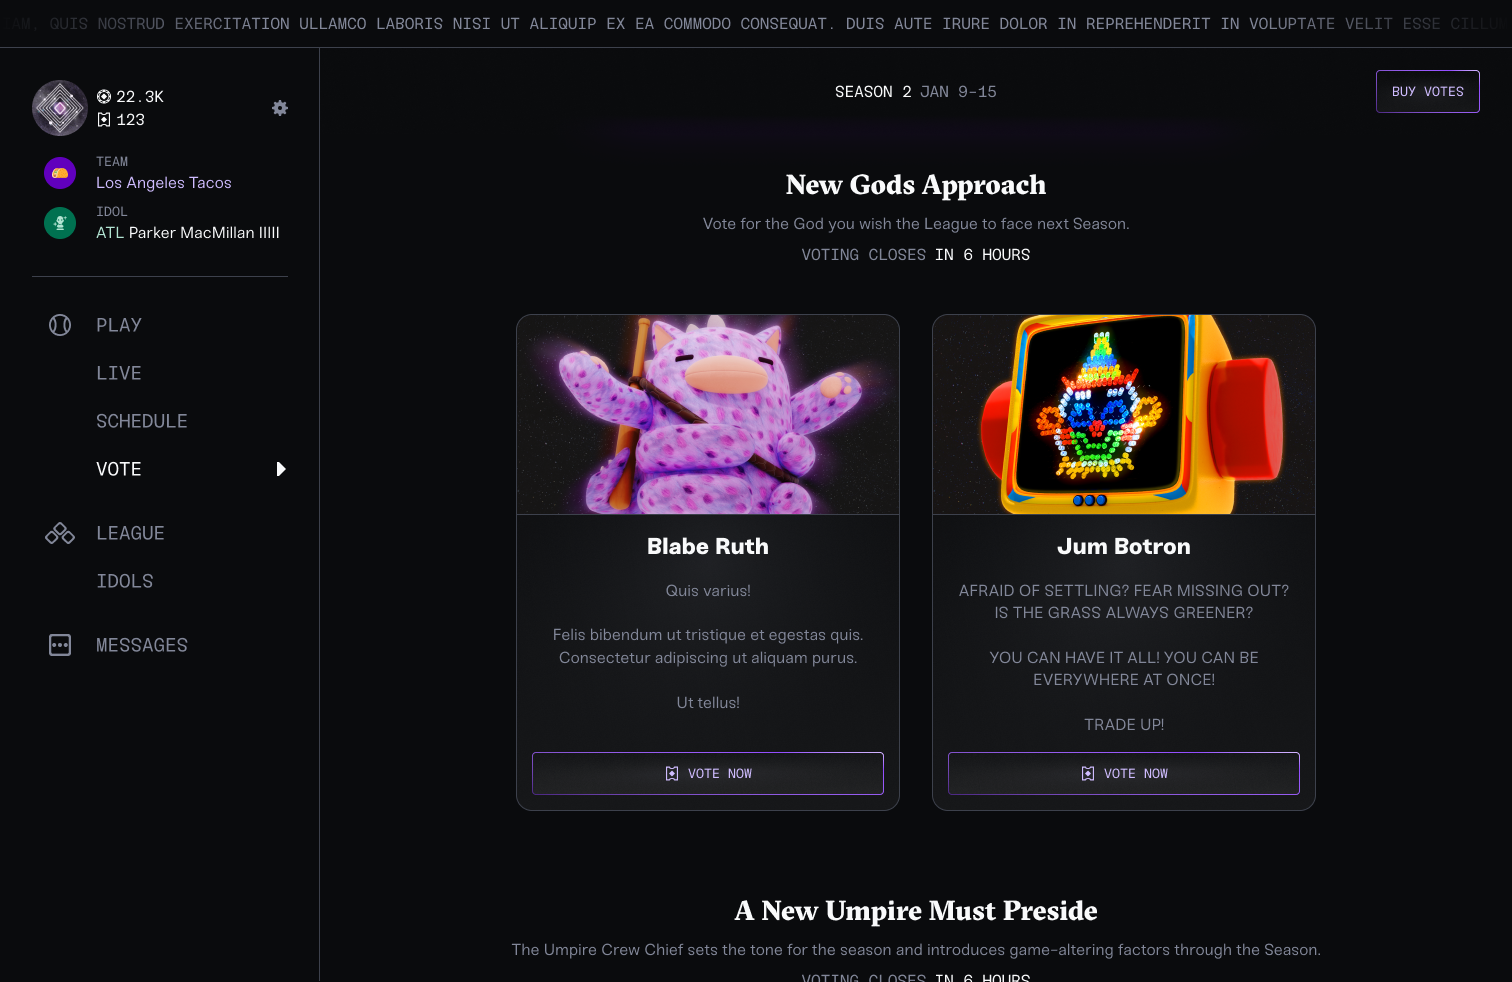 QUIS NOSTRUD EXERCITATION ULLAMCO LABORIS NISI UT ALIQUIP EX EA COMMODO CONSEQUAT. DUIS AUTE IRURE DOLOR IN REPREHENDERIT IN VOLUPTATE VELIT ESSE
22.3K
123
TEAM
Los Angeles Tacos
IDOL
ATL Parker MacMillan IIIII
PLAY
LIVE
SCHEDULE
VOTE
LEAGUE
IDOLS
MESSAGES
SEASON 2 JAN 9-15
BUY VOTES
New Gods Approach
Vote for the God you wish the League to face next Season.
VOTING CLOSES IN 6 HOURS
Blabe Ruth
Quis varius!
Felis bibendum ut tristique et egestas quis.
Consectetur adipiscing ut aliquam purus.
Ut tellus!
VOTE NOW
Jum Botron
AFRAID OF SETTLING? FEAR MISSING OUT?
IS THE GRASS ALWAYS GREENER?
YOU CAN HAVE IT ALL! YOU CAN BE
EVERYWHERE AT ONCE!
TRADE UP!
VOTE NOW
A New Umpire Must Preside
The Umpire Crew Chief sets the tone for the season and introduces game-altering factors through the Season.
VOTING CLOSES IN 6 HOURS